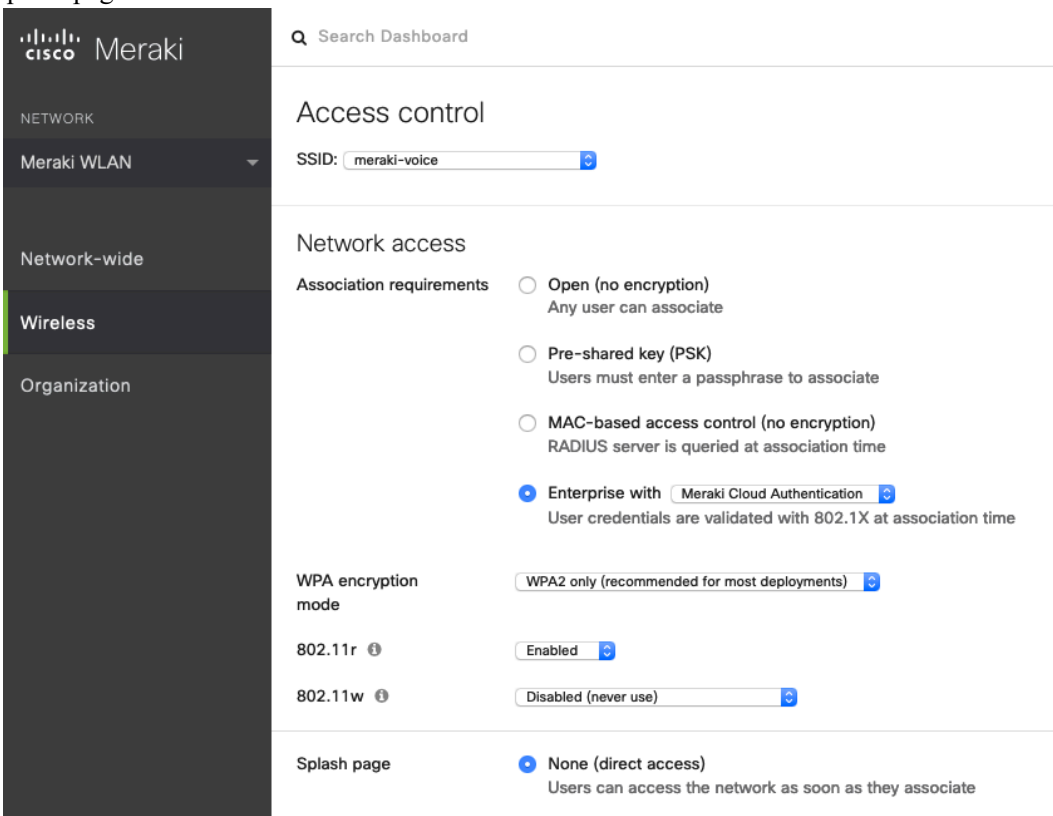 cisco Meraki
Search Dashboard
NETWORK
Meraki WLAN
Network-wide
Wireless
Organization
Access control
SSID: meraki-voice
Network access
Association requirements
Open (no encryption)
Any user can associate
Pre-shared key (PSK)
Users must enter a passphrase to associate
MAC-based access control (no encryption)
RADIUS server is queried at association time
Enterprise with Meraki Cloud Authentication
User credentials are validated with 802.1X at association time
WPA encryption
mode
WPA2 only (recommended for most deployments)
802.11r Enabled
802.11w Disabled (never use)
Splash page
None (direct access)
Users can access the network as soon as they associate